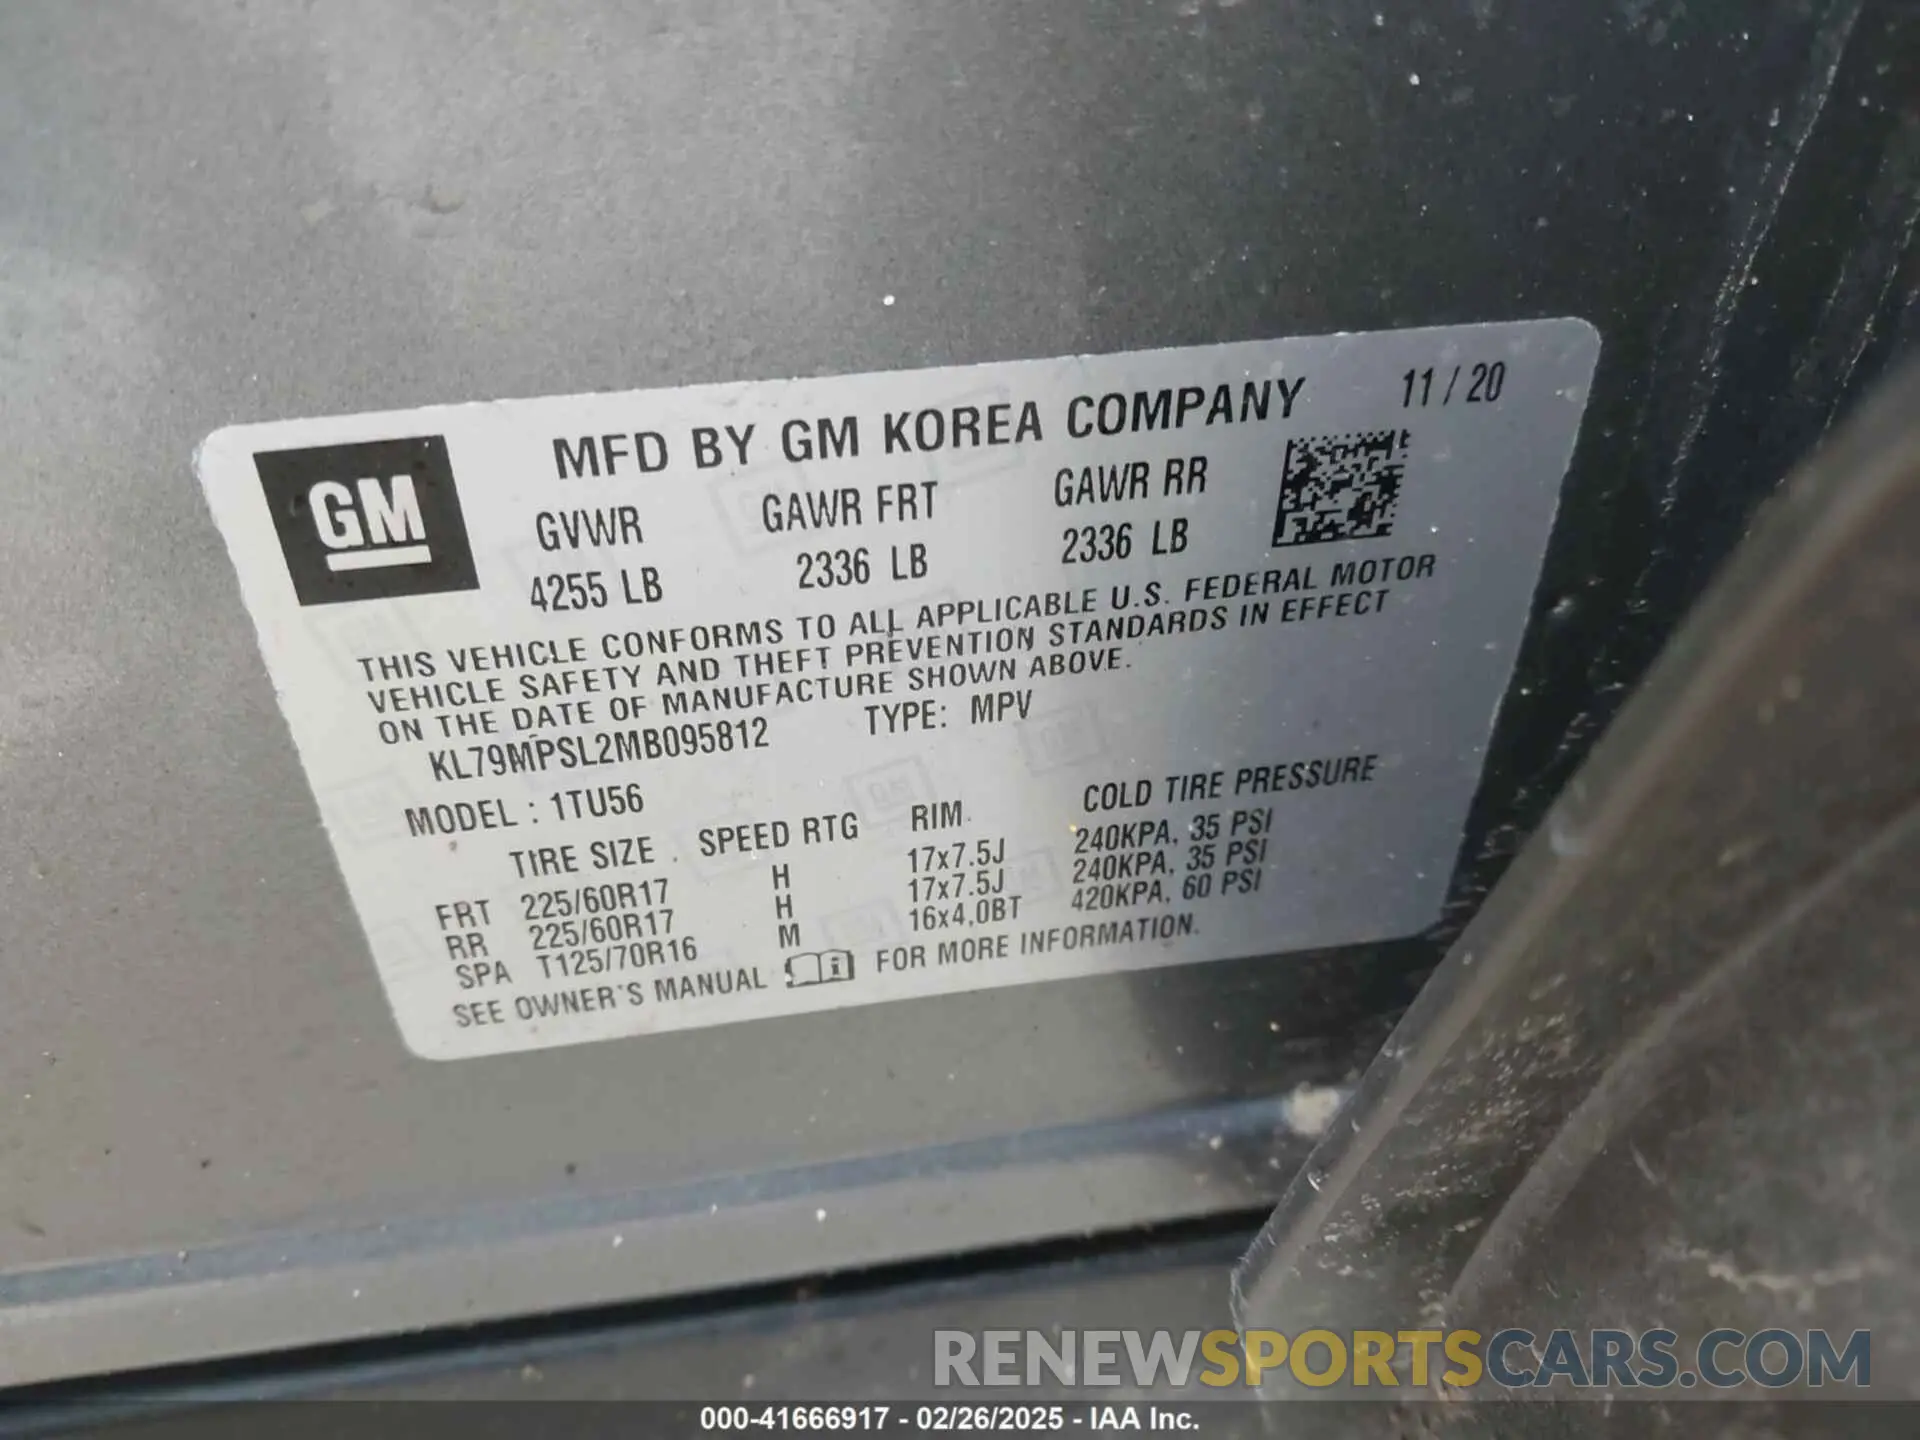 MFD BY GM KOREA COMPANY 11/20
GM
GVWR GAWR FRT GAWR RR
4255 LB 2336 LB 2336 LB
THIS VEHICLE CONFORMS TO ALL APPLICABLE U.S. FEDERAL MOTOR
VEHICLE SAFETY AND THEFT PREVENTION STANDARDS IN EFFECT
ON THE DATE OF MANUFACTURE SHOWN ABOVE.
KL79MPSL2MB095812 TYPE: MPV
MODEL: 1TU56
TIRE SIZE SPEED RTG RIM COLD TIRE PRESSURE
FRT 225/60R17 H 17x7.5J 240KPA, 35 PSI
RR 225/60R17 H 17x7.5J 240KPA, 35 PSI
SPA T125/70R16 M 16x4.0BT 420KPA, 60 PSI
SEE OWNER'S MANUAL FOR MORE INFORMATION.
RENEWSPORTSCARS.COM
000-41666917 - 02/26/2025 - IAA Inc.